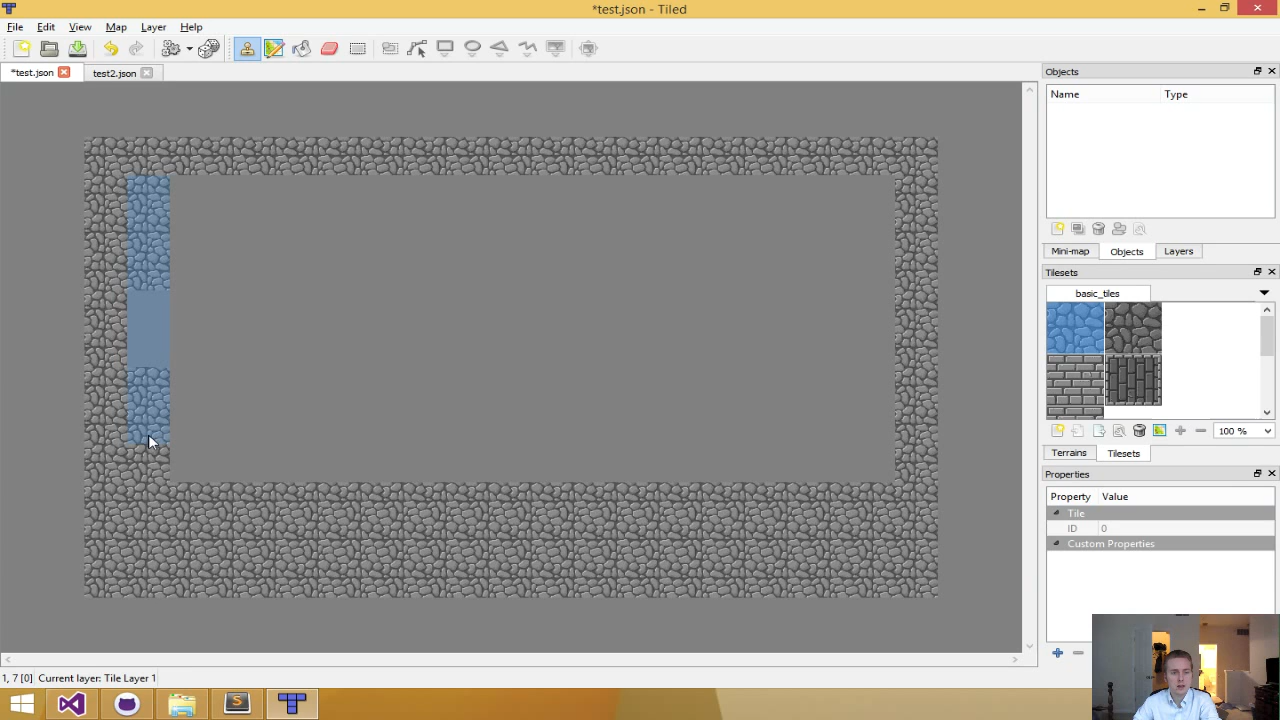 *test.json - Tiled
File Edit View Map Layer Help
*test.json test2.json
Objects
Name Type
Mini-map Objects Layers
Tilesets
basic_tiles
100 %
Terrains Tilesets
Properties
Property Value
Tile
ID 0
Custom Properties
1, 7 [0] Current layer: Tile Layer 1